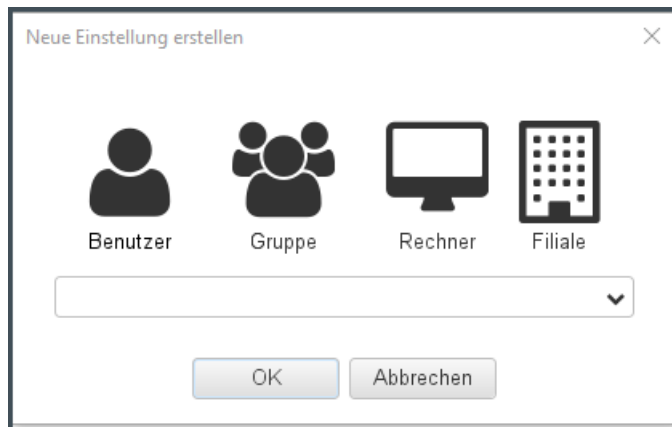 Neue Einstellung erstellen
Benutzer Gruppe Rechner Filiale
OK Abbrechen